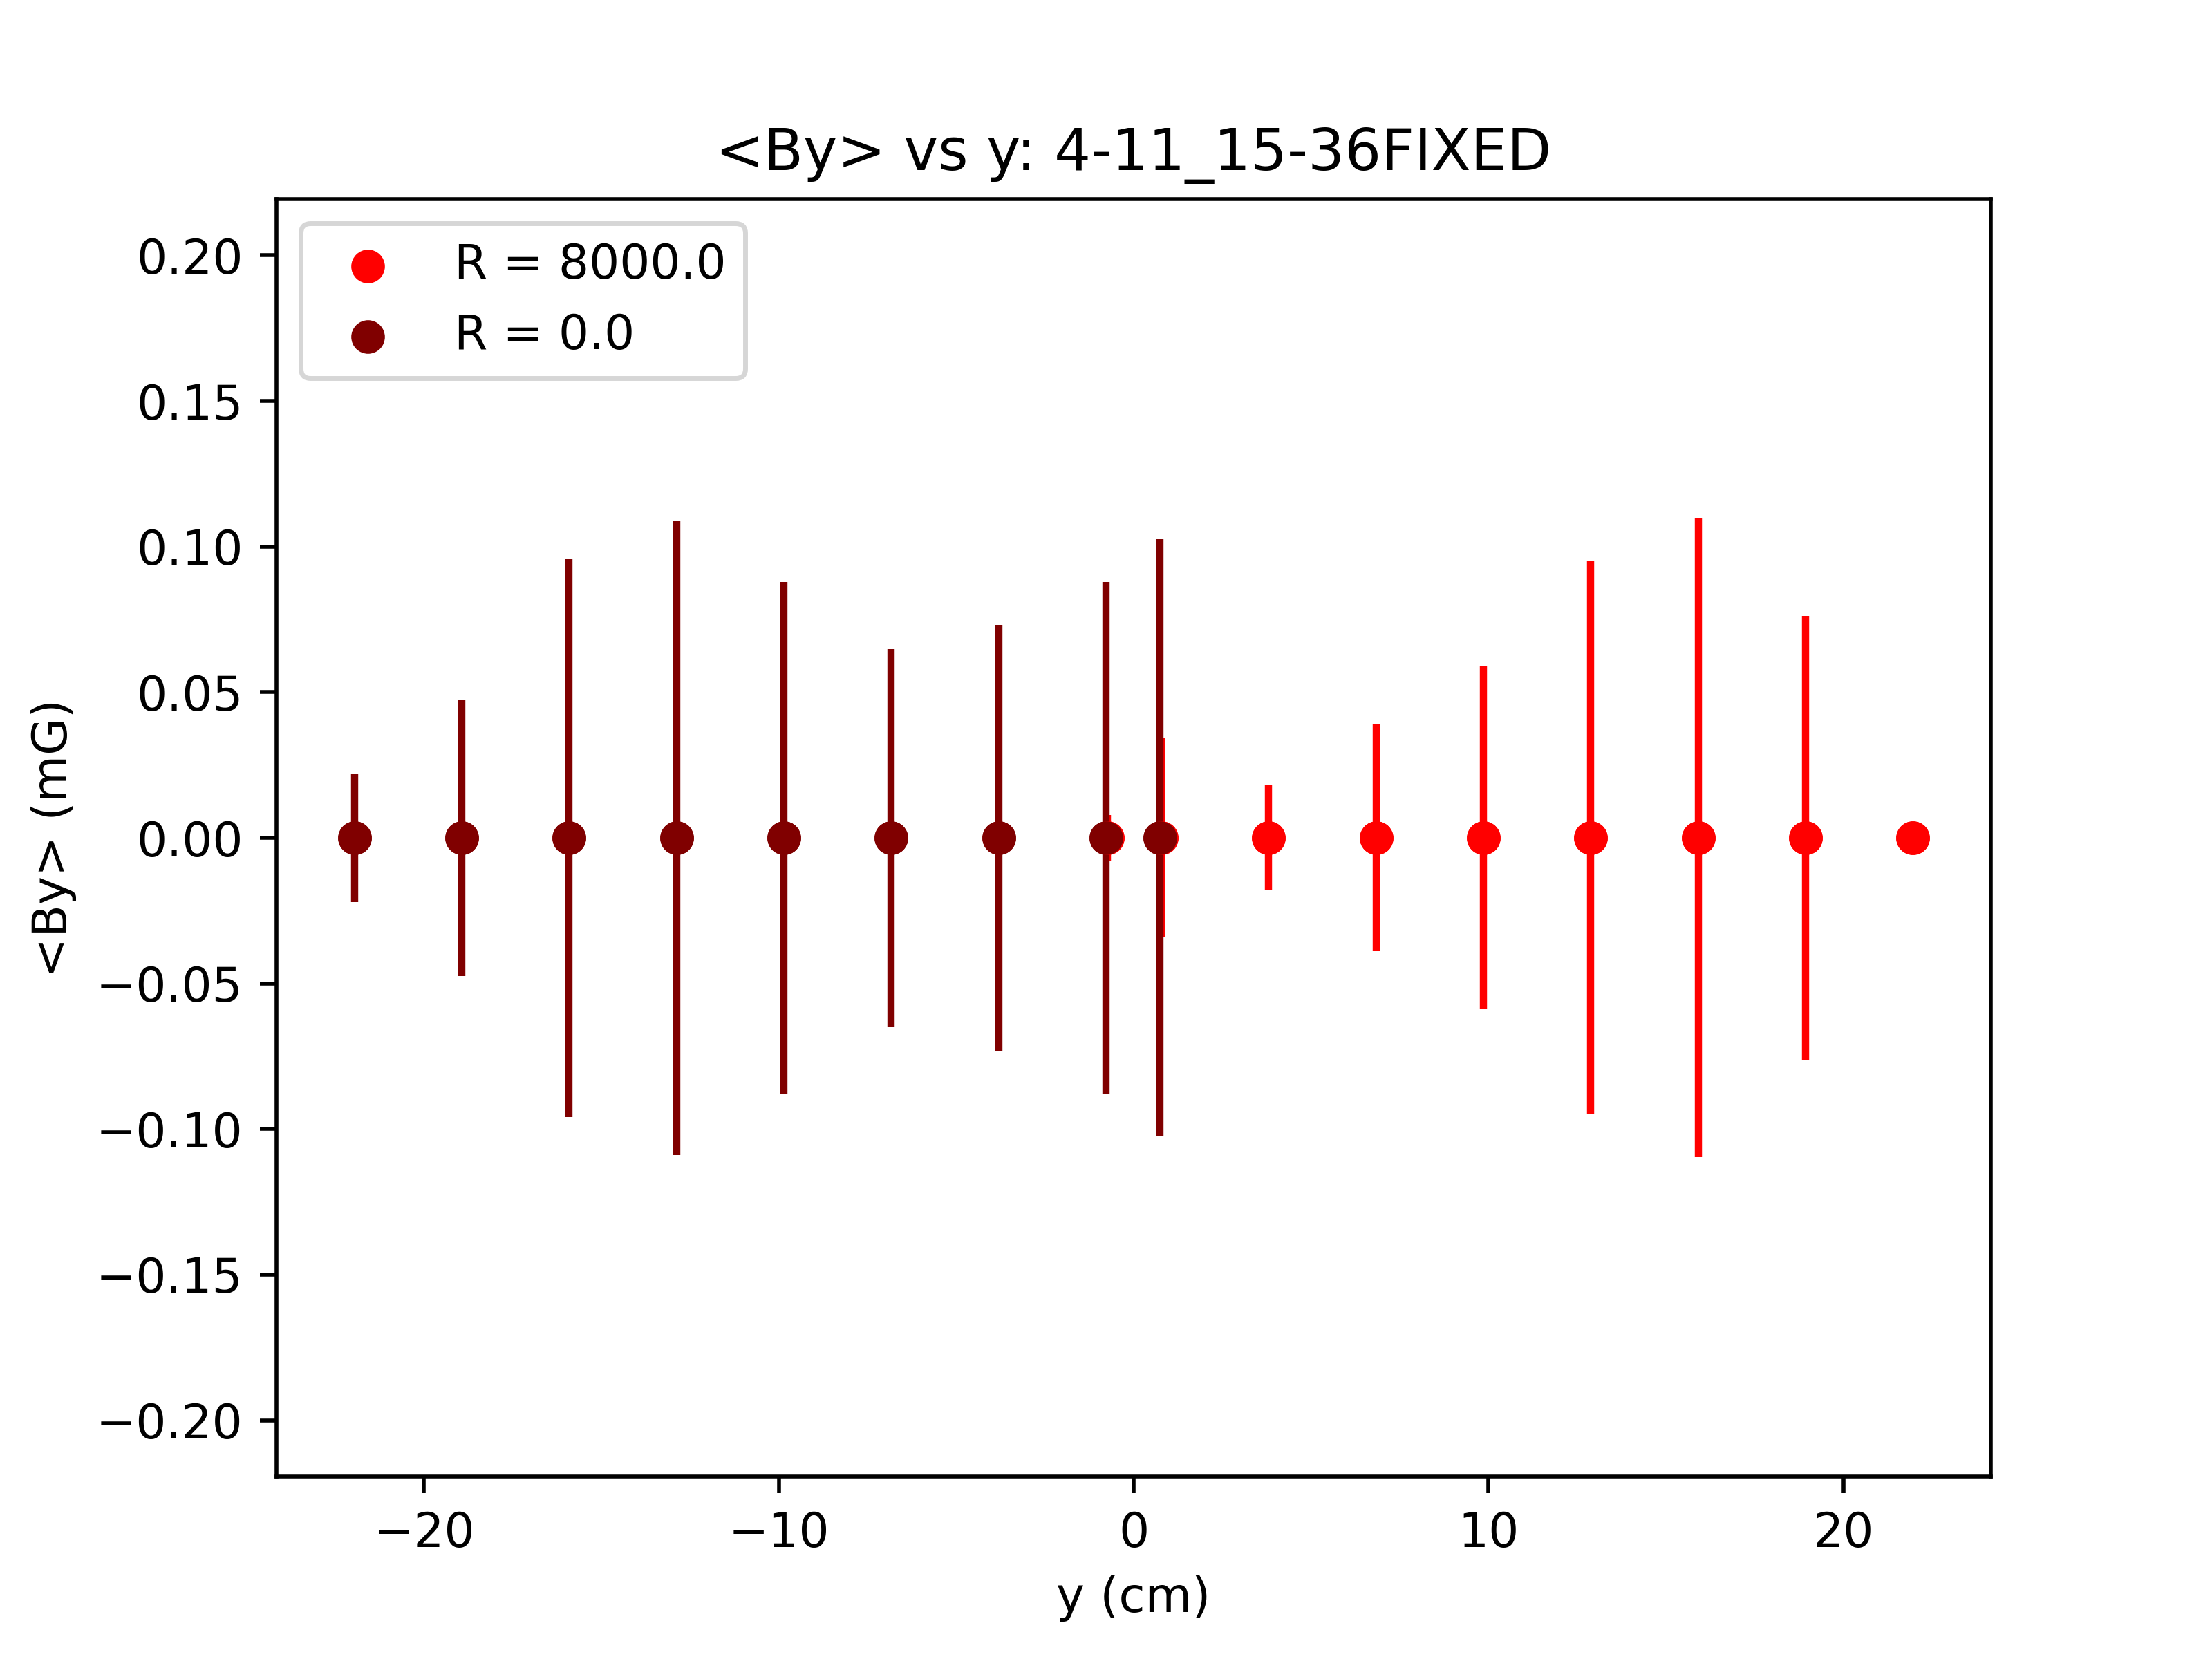 <By> vs y: 4-11_15-36FIXED
R = 8000.0
R = 0.0
0.20
0.15
0.10
0.05
0.00
−0.05
−0.10
−0.15
−0.20
<By> (mG)
−20 −10 0 10 20
y (cm)